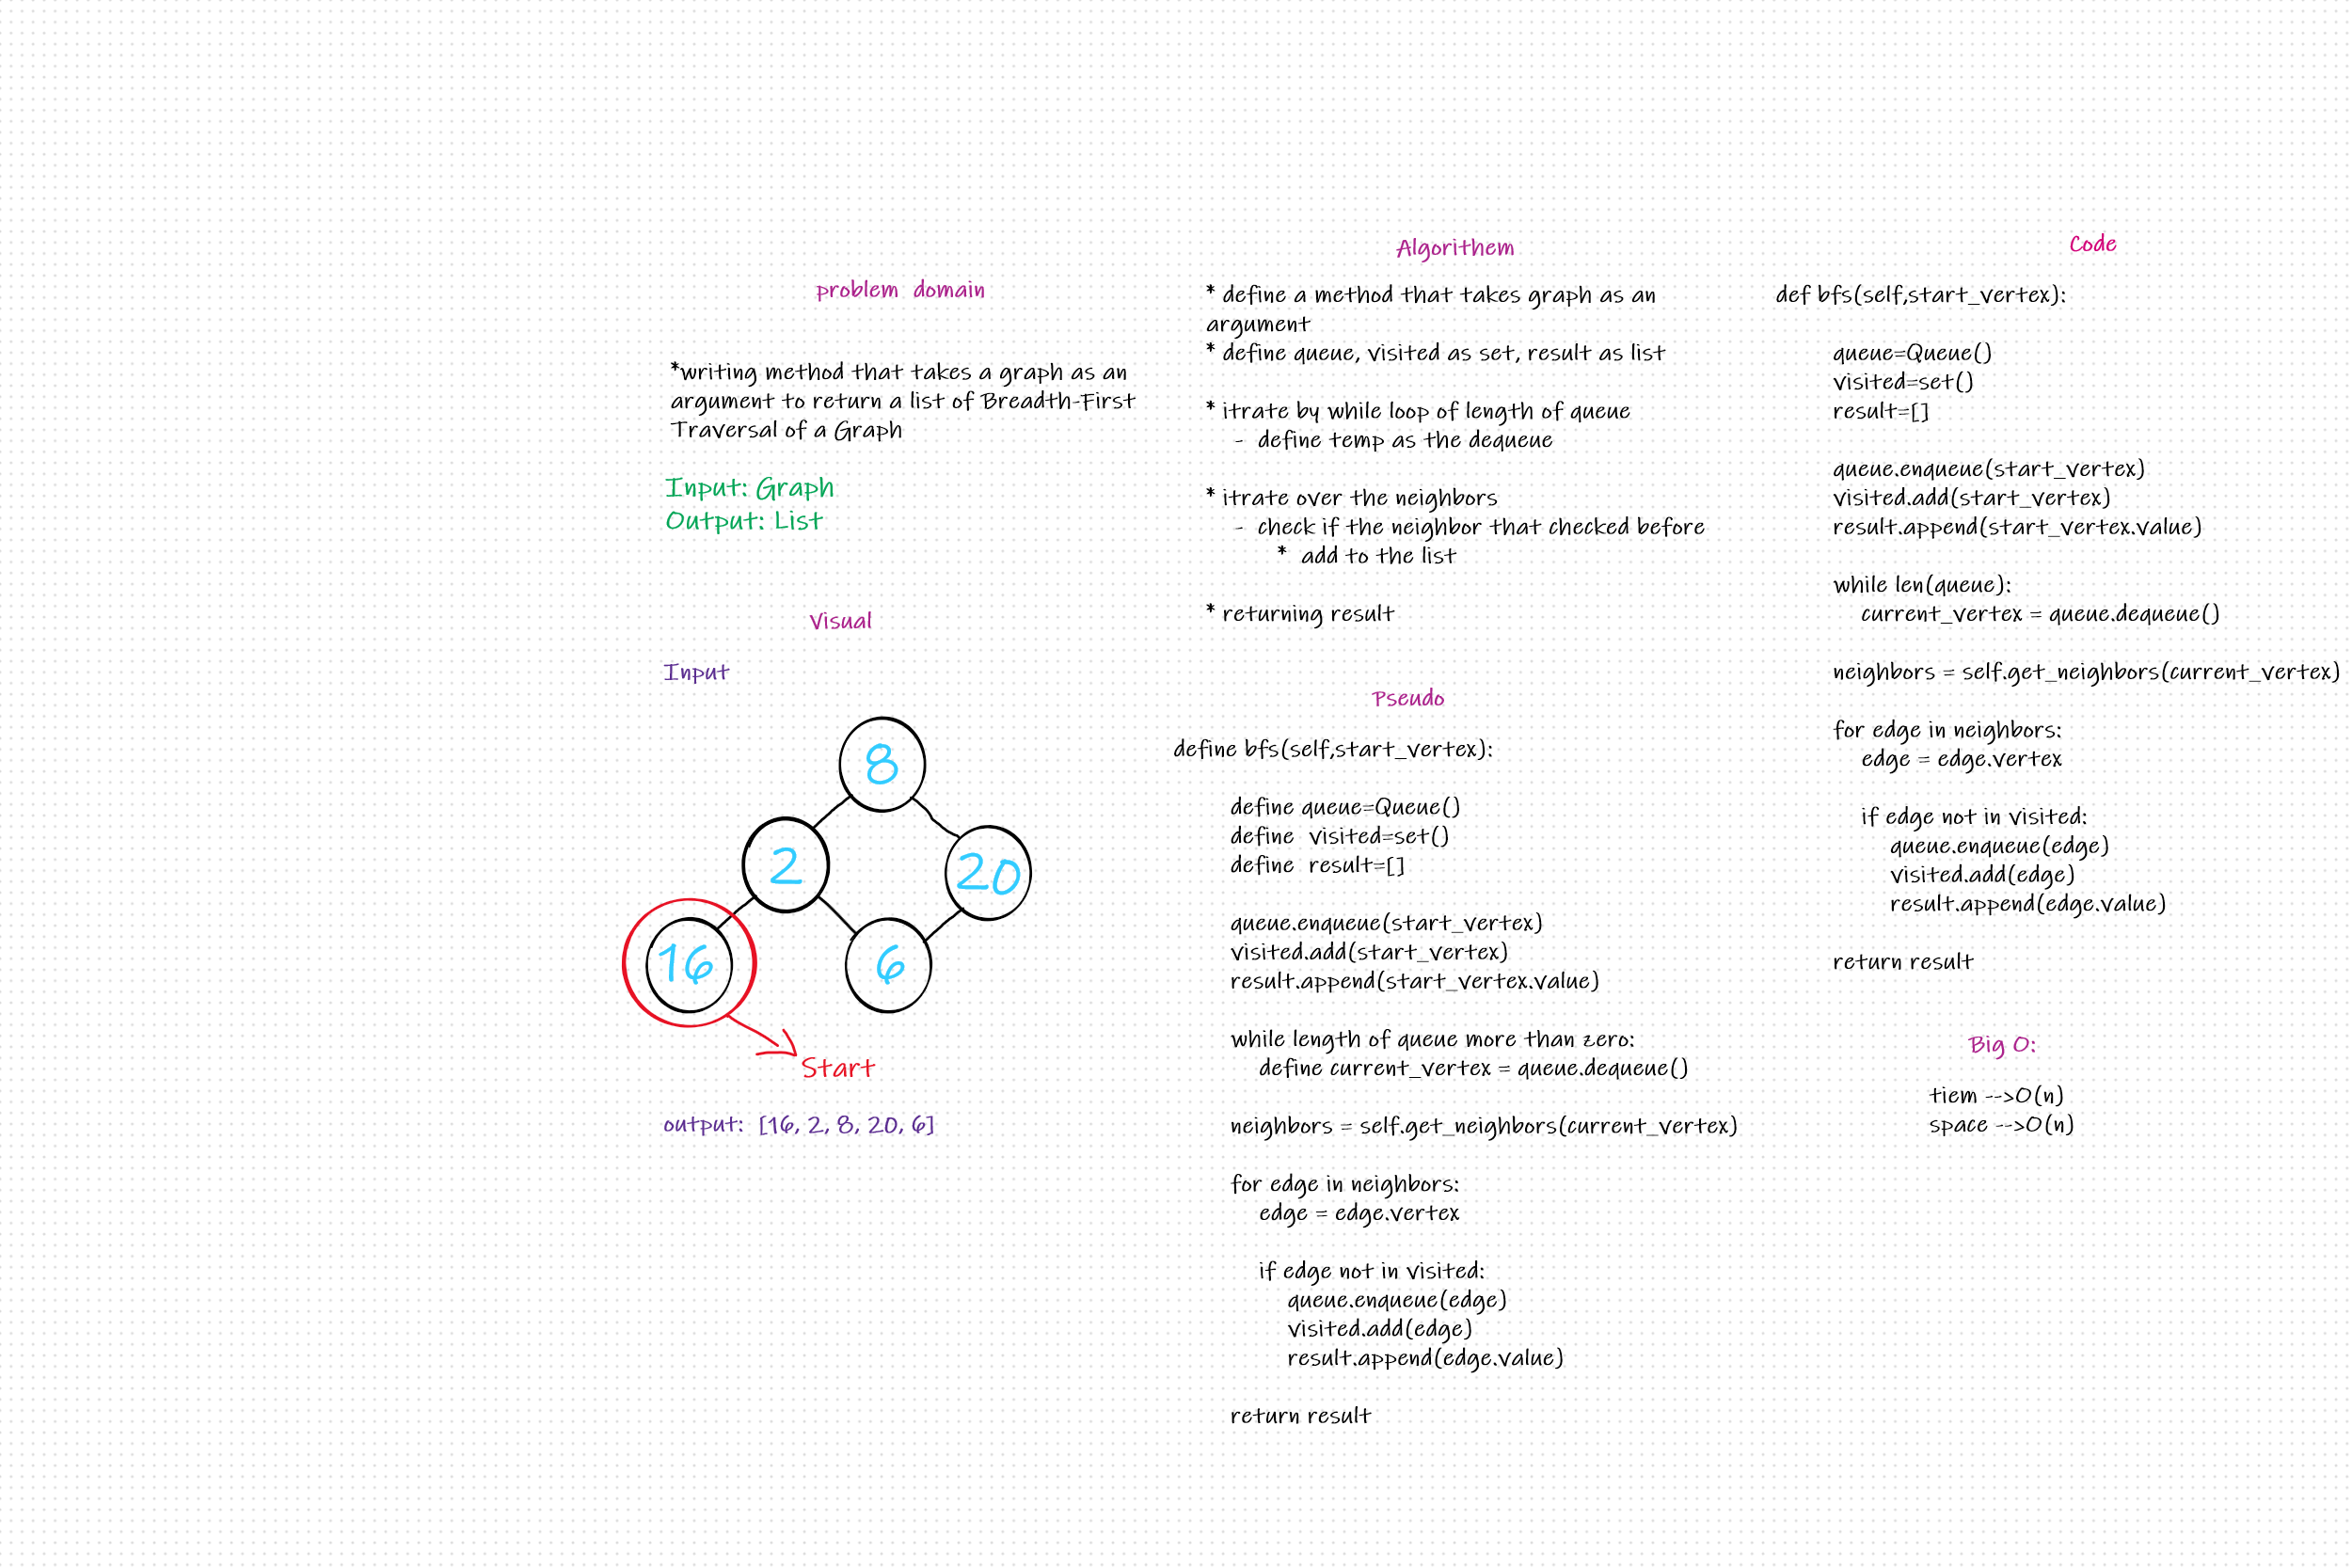 problem domain
*writing method that takes a graph as an
argument to return a list of Breadth-First
Traversal of a Graph
Input: Graph
Output: List
Visual
Input
8
2
20
16
6
Start
output: [16, 2, 8, 20, 6]
Algorithem
* define a method that takes graph as an
argument
* define queue, visited as set, result as list
* itrate by while loop of length of queue
- define temp as the dequeue
* itrate over the neighbors
- check if the neighbor that checked before
* add to the list
* returning result
Pseudo
define bfs(self,start_vertex):
define queue=Queue()
define visited=set()
define result=[]
queue.enqueue(start_vertex)
visited.add(start_vertex)
result.append(start_vertex.value)
while length of queue more than zero:
define current_vertex = queue.dequeue()
neighbors = self.get_neighbors(current_vertex)
for edge in neighbors:
edge = edge.vertex
if edge not in visited:
queue.enqueue(edge)
visited.add(edge)
result.append(edge.value)
return result
Code
def bfs(self,start_vertex):
queue=Queue()
visited=set()
result=[]
queue.enqueue(start_vertex)
visited.add(start_vertex)
result.append(start_vertex.value)
while len(queue):
current_vertex = queue.dequeue()
neighbors = self.get_neighbors(current_vertex)
for edge in neighbors:
edge = edge.vertex
if edge not in visited:
queue.enqueue(edge)
visited.add(edge)
result.append(edge.value)
return result
Big O:
tiem -->O(n)
space -->O(n)